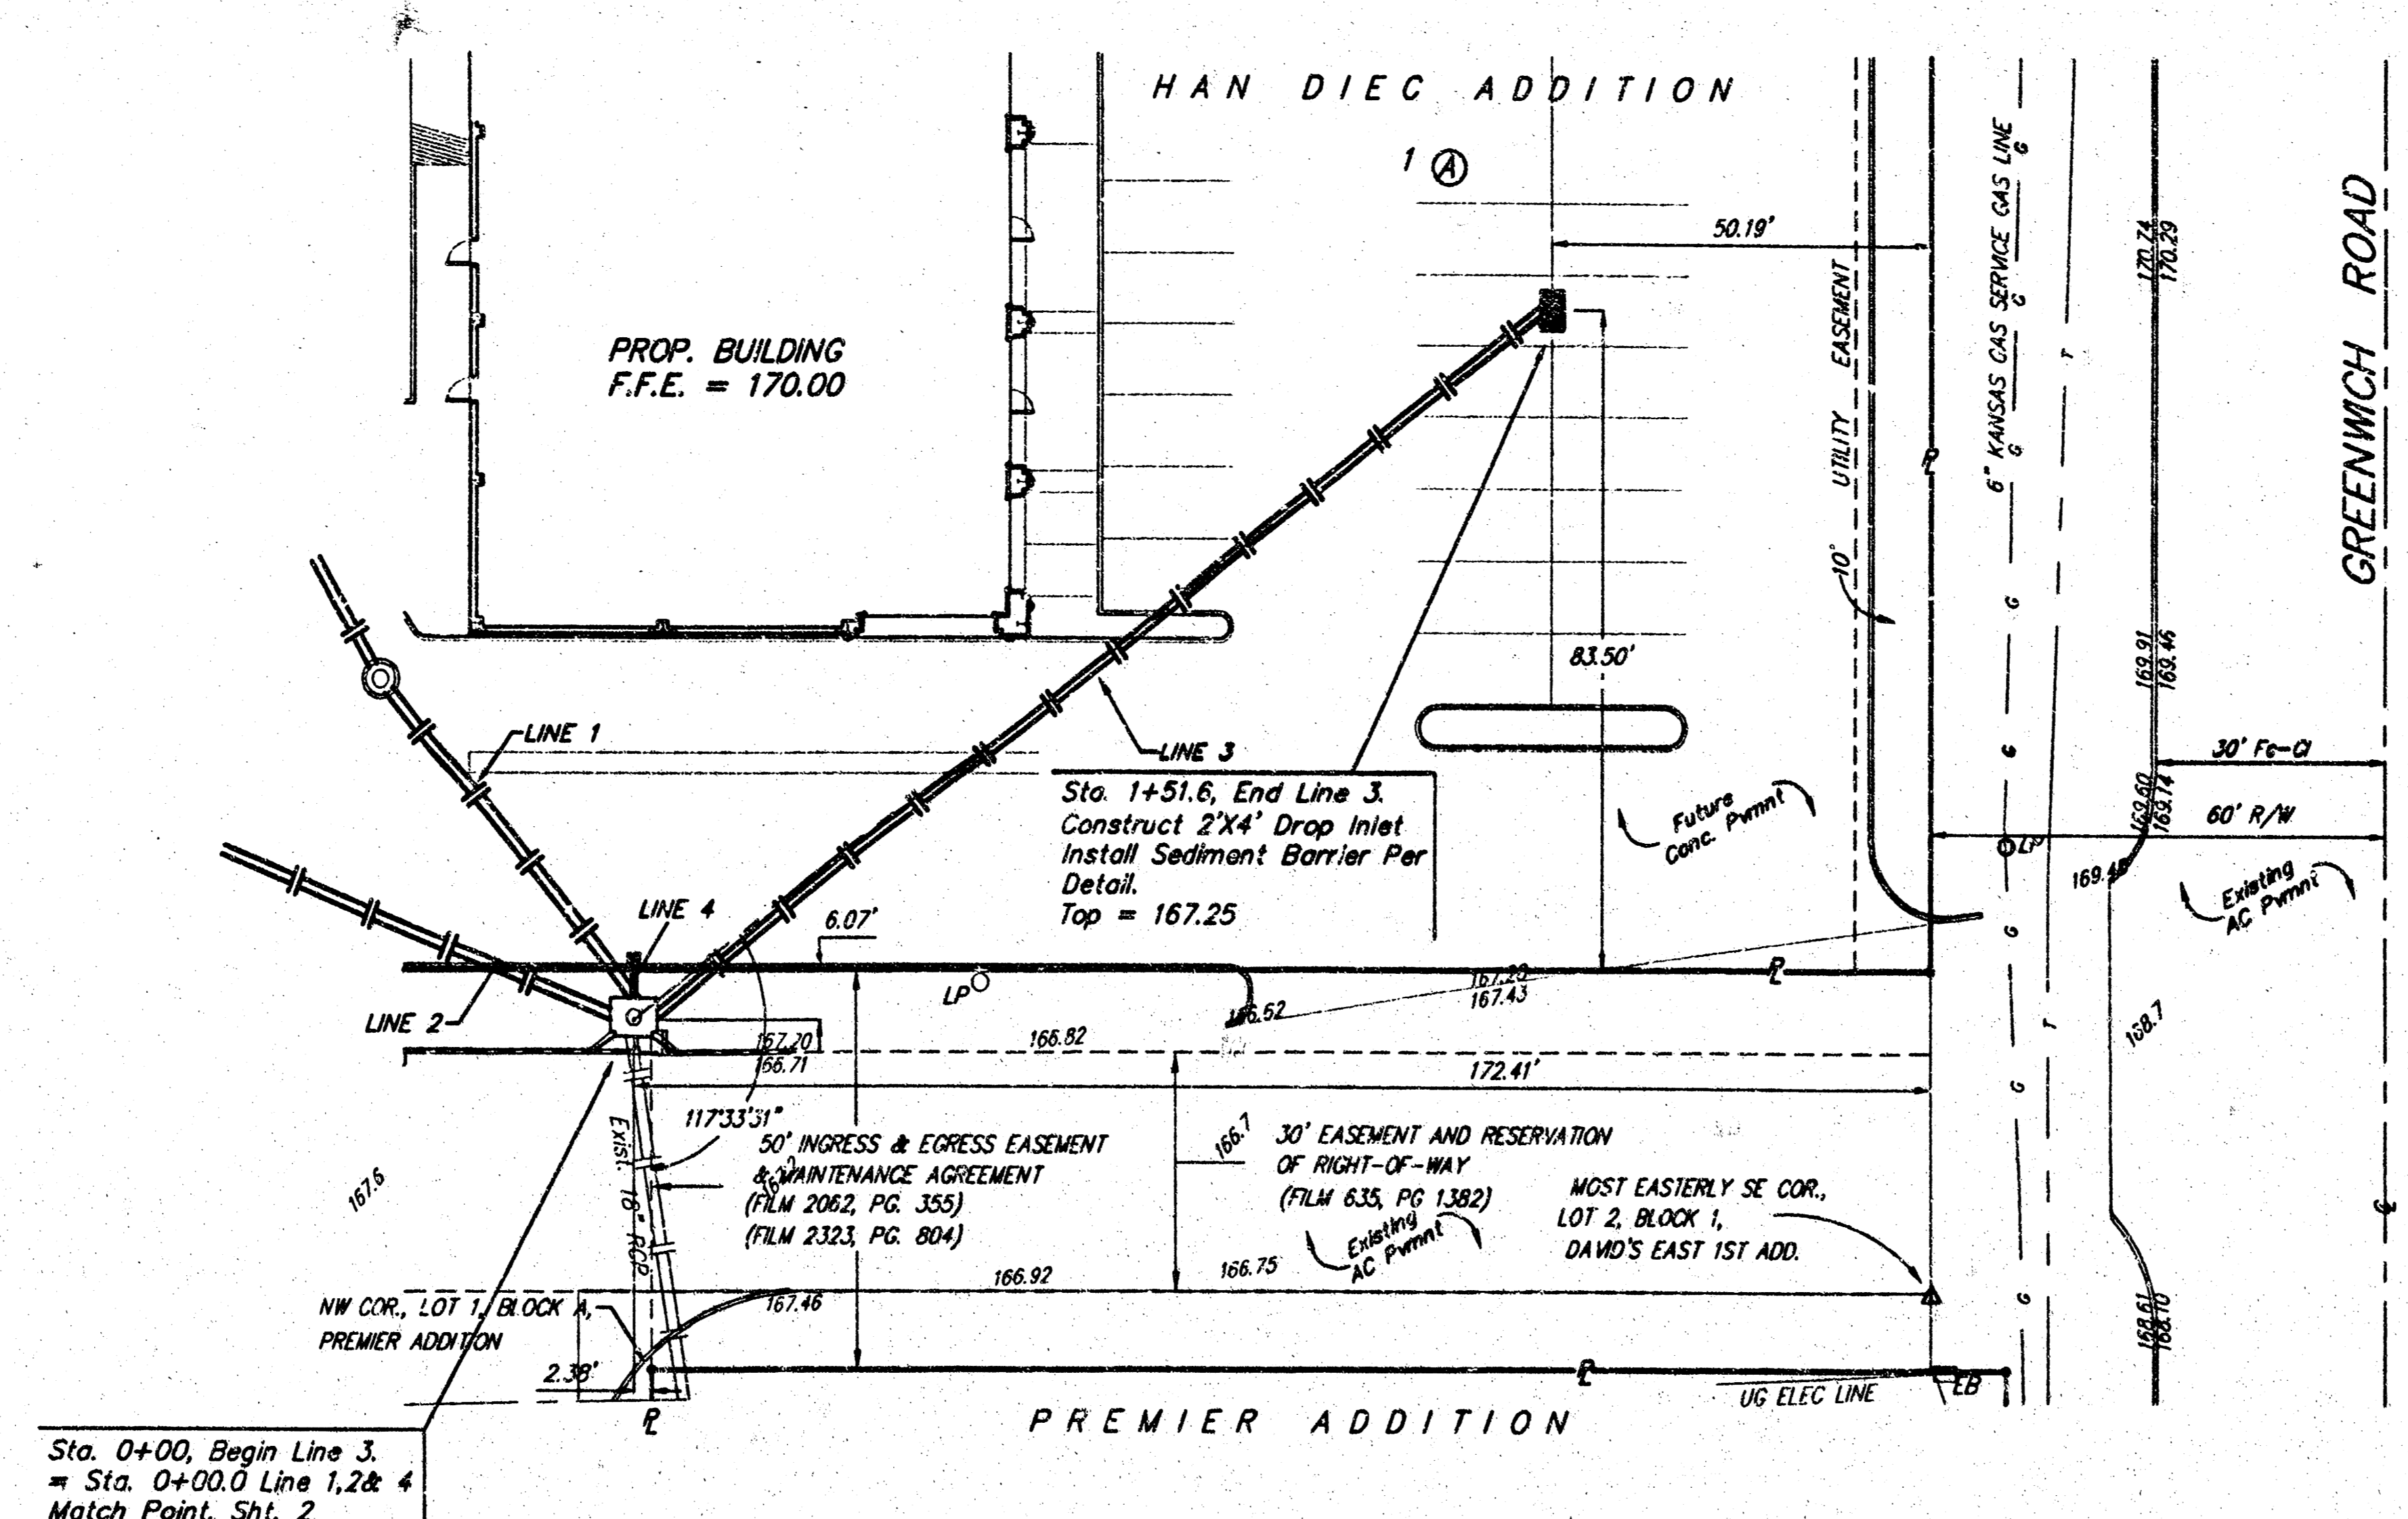 HAN DIEC ADDITION
1 A
50.19'
PROP. BUILDING
F.F.E. = 170.00
10' UTILITY EASEMENT
6" KANSAS GAS SERVICE GAS LINE
G
G
G
G
G
G
G
G
G
G
T
T
T
170.74
170.29
GREENWICH ROAD
169.91
169.46
83.50'
LINE 1
LINE 3
30' Fc-Cl
169.60
169.14
60' R/W
Sta. 1+51.6, End Line 3.
Construct 2'X4' Drop Inlet
Install Sediment Barrier Per
Detail.
Top = 167.25
Future
Conc. Pvmnt
Existing
AC Pvmnt
LINE 4
6.07'
LP
LINE 2
167.20
167.43
167.20
166.71
166.82
172.41'
168.7
117°33'31"
Exist. 18" RCP
50' INGRESS & EGRESS EASEMENT
& MAINTENANCE AGREEMENT
(FILM 2062, PG. 355)
(FILM 2323, PG. 804)
166.7
30' EASEMENT AND RESERVATION
OF RIGHT-OF-WAY
(FILM 635, PG 1382)
MOST EASTERLY SE COR.,
LOT 2, BLOCK 1,
DAVID'S EAST 1ST ADD.
167.6
Existing
AC Pvmnt
166.92
166.75
167.46
NW COR., LOT 1, BLOCK A,
PREMIER ADDITION
2.38'
168.61
168.10
UG ELEC LINE
EB
PREMIER ADDITION
Sta. 0+00, Begin Line 3.
= Sta. 0+00.0 Line 1,2& 4
Match Point, Sht. 2